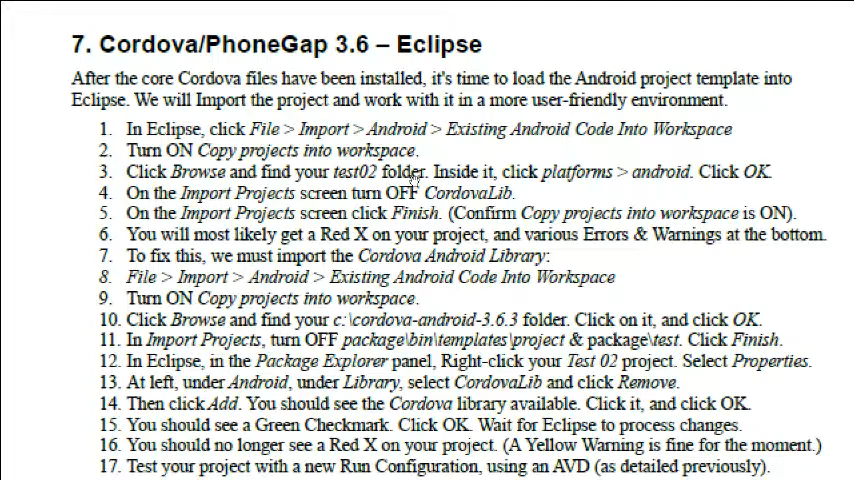 7. Cordova/PhoneGap 3.6 – Eclipse
After the core Cordova files have been installed, it's time to load the Android project template into
Eclipse. We will Import the project and work with it in a more user-friendly environment.
1. In Eclipse, click File > Import > Android > Existing Android Code Into Workspace
2. Turn ON Copy projects into workspace.
3. Click Browse and find your test02 folder. Inside it, click platforms > android. Click OK.
4. On the Import Projects screen turn OFF CordovaLib.
5. On the Import Projects screen click Finish. (Confirm Copy projects into workspace is ON).
6. You will most likely get a Red X on your project, and various Errors & Warnings at the bottom.
7. To fix this, we must import the Cordova Android Library:
8. File > Import > Android > Existing Android Code Into Workspace
9. Turn ON Copy projects into workspace.
10. Click Browse and find your c:\cordova-android-3.6.3 folder. Click on it, and click OK.
11. In Import Projects, turn OFF package\bin\templates\project & package\test. Click Finish.
12. In Eclipse, in the Package Explorer panel, Right-click your Test 02 project. Select Properties.
13. At left, under Android, under Library, select CordovaLib and click Remove.
14. Then click Add. You should see the Cordova library available. Click it, and click OK.
15. You should see a Green Checkmark. Click OK. Wait for Eclipse to process changes.
16. You should no longer see a Red X on your project. (A Yellow Warning is fine for the moment.)
17. Test your project with a new Run Configuration, using an AVD (as detailed previously).